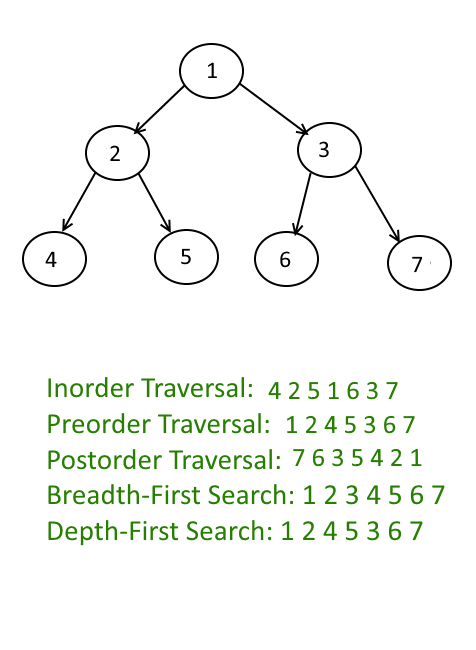 1
2 3
4 5 6 7
Inorder Traversal: 4 2 5 1 6 3 7
Preorder Traversal: 1 2 4 5 3 6 7
Postorder Traversal: 7 6 3 5 4 2 1
Breadth-First Search: 1 2 3 4 5 6 7
Depth-First Search: 1 2 4 5 3 6 7